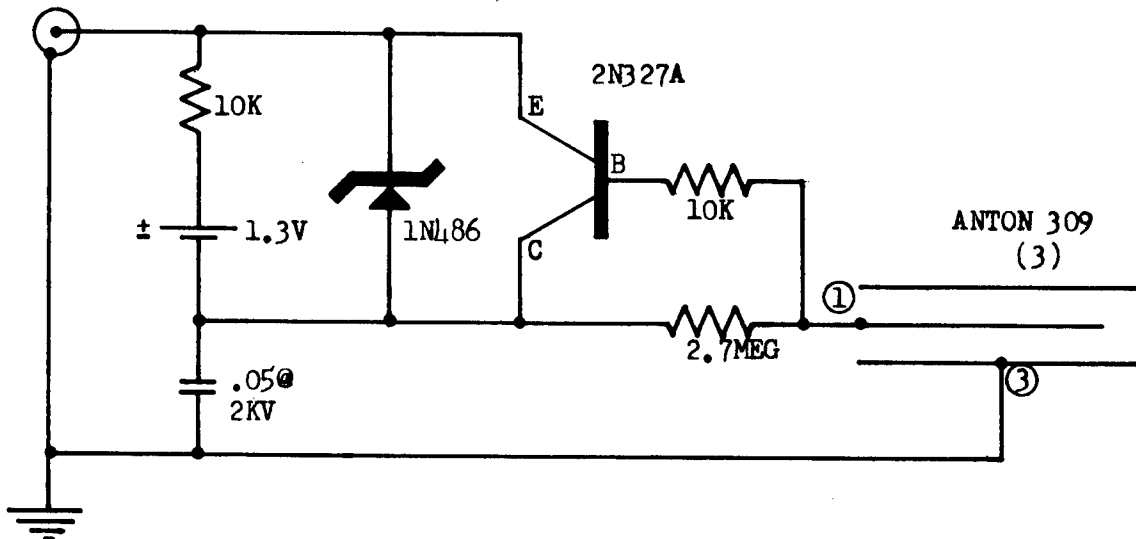 2N327A
E
10K
B
10K
± 1.3V
1N486
C
ANTON 309
(3)
①
2.7MEG
.05@
2KV
③